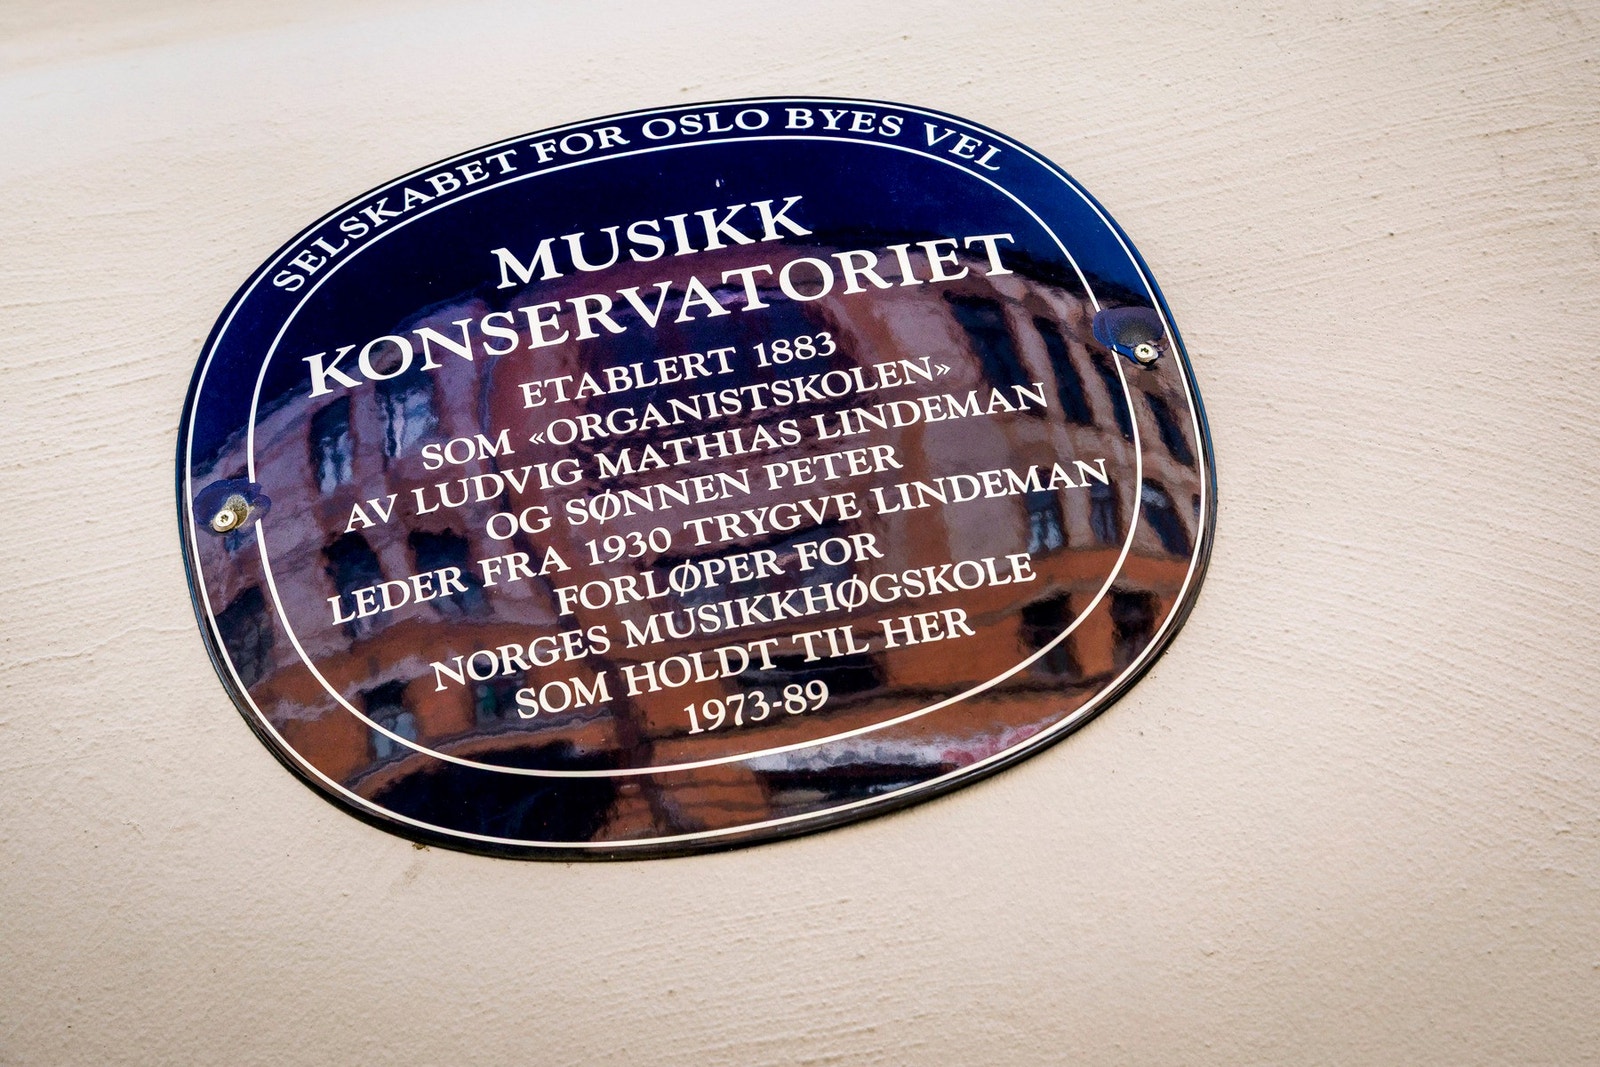 SELSKABET FOR OSLO BYES VEL
MUSIKK
KONSERVATORIET
ETABLERT 1883
SOM «ORGANISTSKOLEN»
AV LUDVIG MATHIAS LINDEMAN
OG SØNNEN PETER
LEDER FRA 1930 TRYGVE LINDEMAN
FORLØPER FOR
NORGES MUSIKKHØGSKOLE
SOM HOLDT TIL HER
1973-89